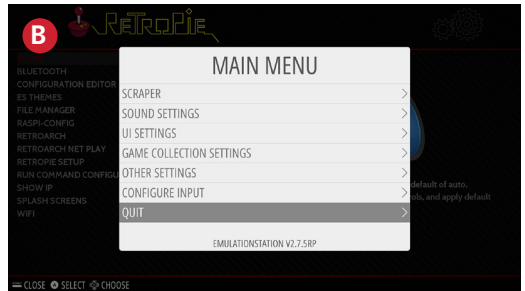 B
RETROPIE
MAIN MENU
BLUETOOTH
CONFIGURATION EDITOR
ES THEMES
FILE MANAGER
RASPI-CONFIG
RETROARCH
RETROARCH NET PLAY
RETROPIE SETUP
RUN COMMAND CONFIGU
SHOW IP
SPLASH SCREENS
WIFI
SCRAPER
SOUND SETTINGS
UI SETTINGS
GAME COLLECTION SETTINGS
OTHER SETTINGS
CONFIGURE INPUT
QUIT
EMULATIONSTATION V2.7.5RP
default of auto.
ols, and apply default
CLOSE SELECT CHOOSE